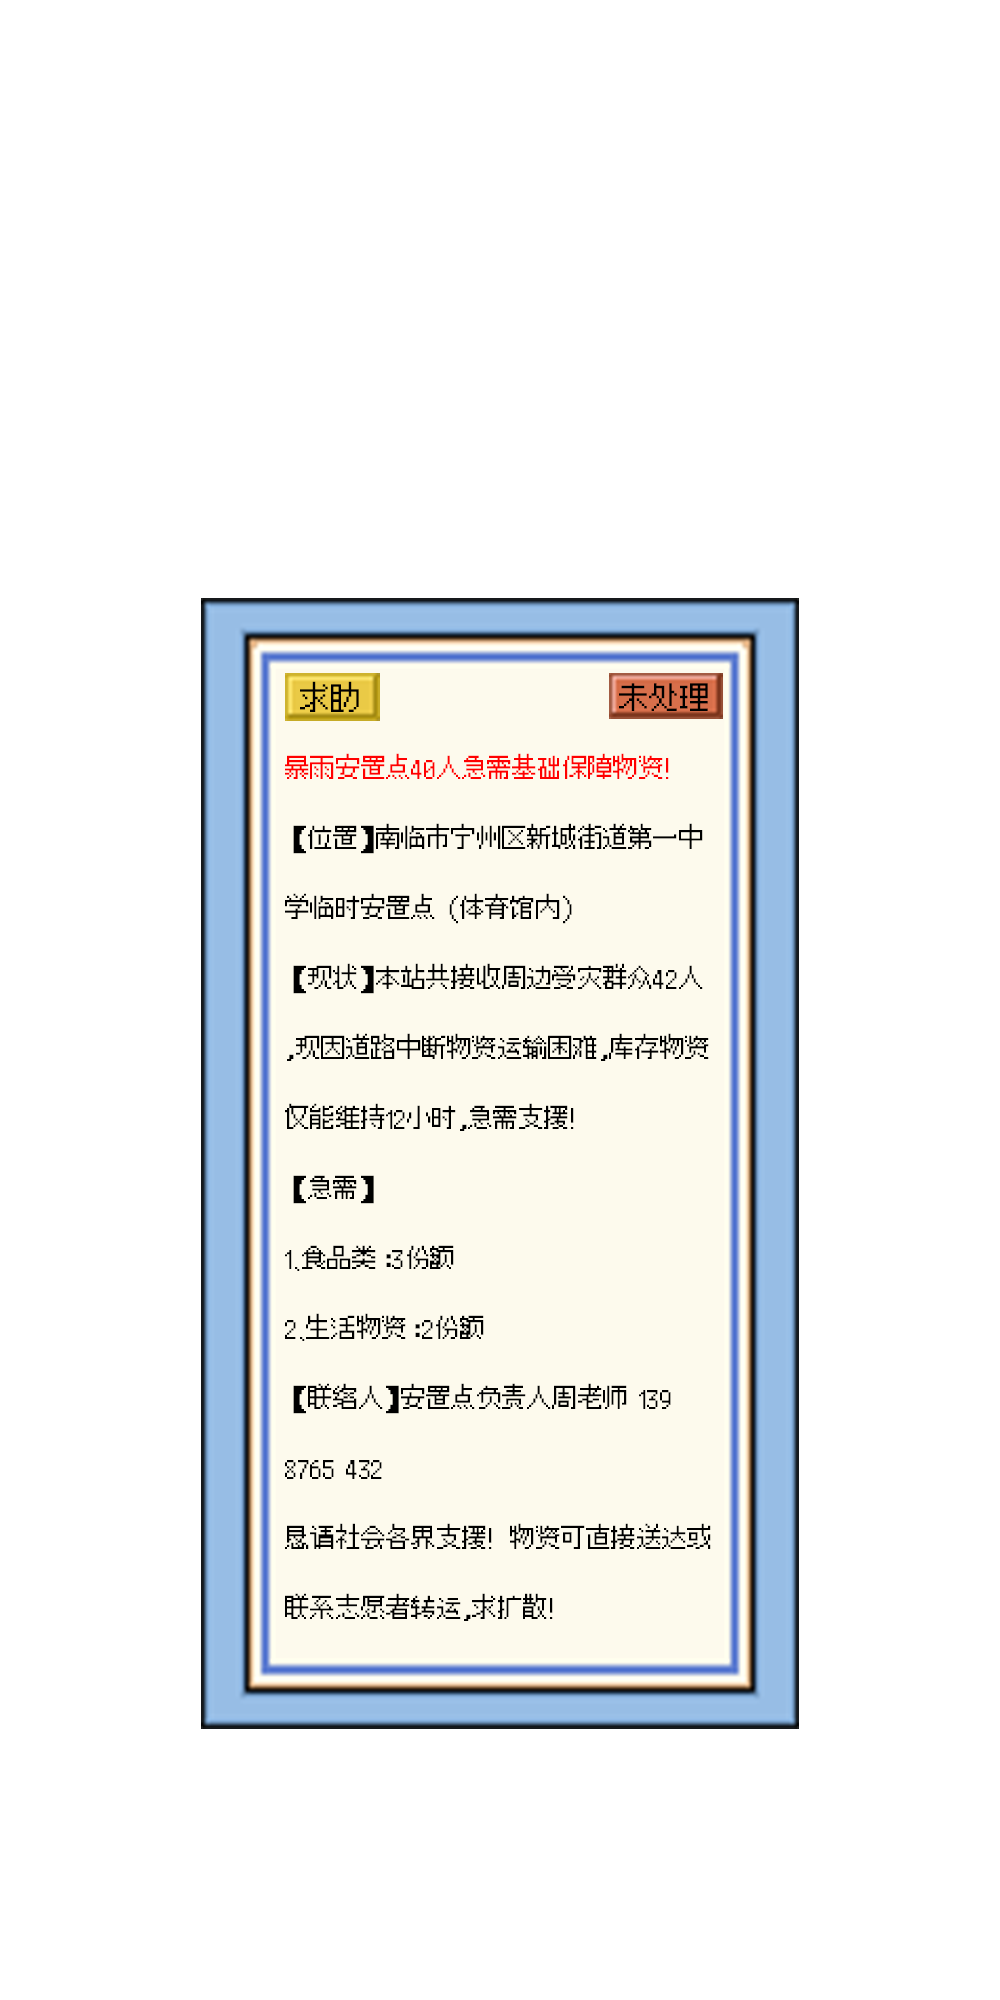 求助 未处理
暴雨安置点40人急需基础保障物资!
【位置】南临市宁州区新城街道第一中
学临时安置点 (体育馆内)
【现状】本站共接收周边受灾群众42人
,现因道路中断物资运输困难,库存物资
仅能维持12小时,急需支援!
【急需】
1.食品类:3份额
2.生活物资:2份额
【联络人】安置点负责人周老师 139
8765 432
恳请社会各界支援! 物资可直接送达或
联系志愿者转运,求扩散!